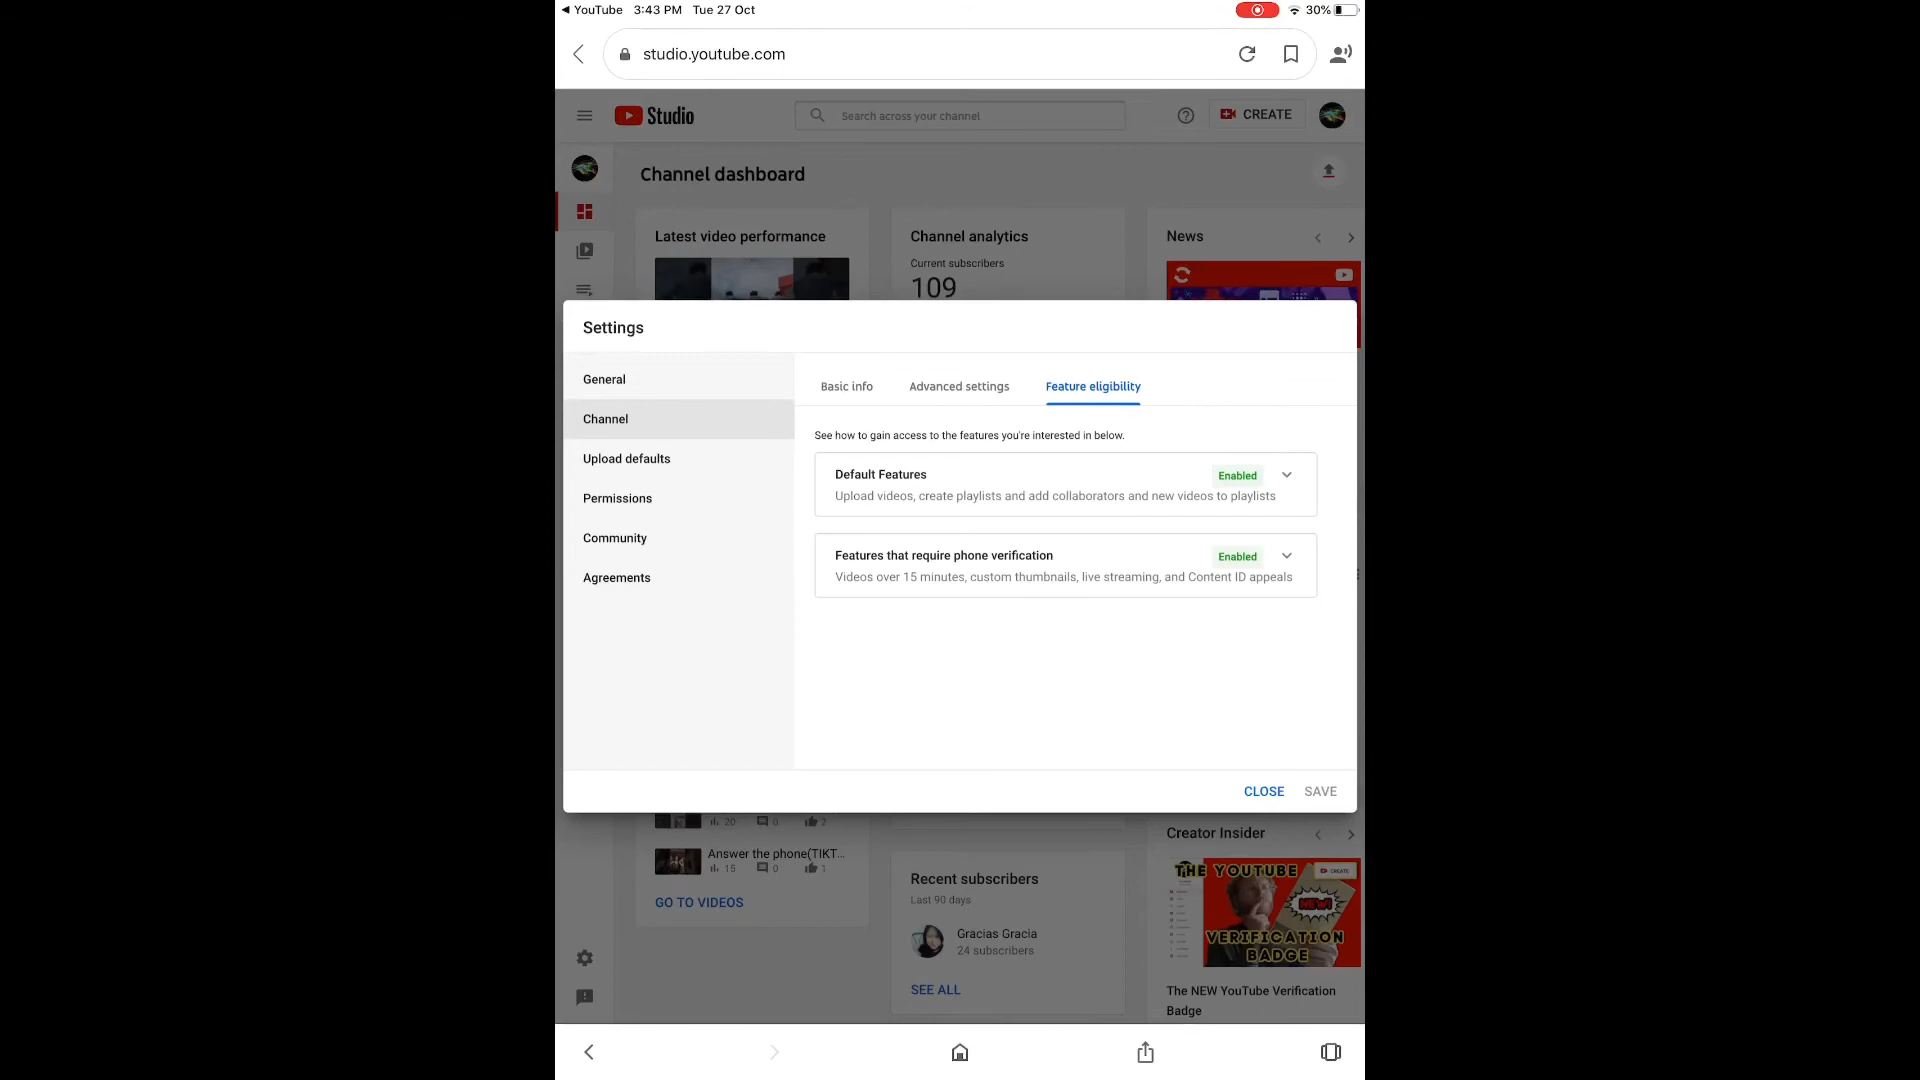 YouTube 3:43 PM Tue 27 Oct 30%
studio.youtube.com
Studio
Search across your channel
CREATE
Channel dashboard
Latest video performance
Channel analytics
Current subscribers
109
News
Settings
General
Channel
Upload defaults
Permissions
Community
Agreements
Basic info Advanced settings Feature eligibility
See how to gain access to the features you're interested in below.
Default Features Enabled
Upload videos, create playlists and add collaborators and new videos to playlists
Features that require phone verification Enabled
Videos over 15 minutes, custom thumbnails, live streaming, and Content ID appeals
CLOSE SAVE
20 0 2
Answer the phone(TIKT...
15 0 1
GO TO VIDEOS
Recent subscribers
Last 90 days
Gracias Gracia
24 subscribers
SEE ALL
Creator Insider
THE YOUTUBE
CREATE
NEW!
VERIFICATION
BADGE
The NEW YouTube Verification
Badge